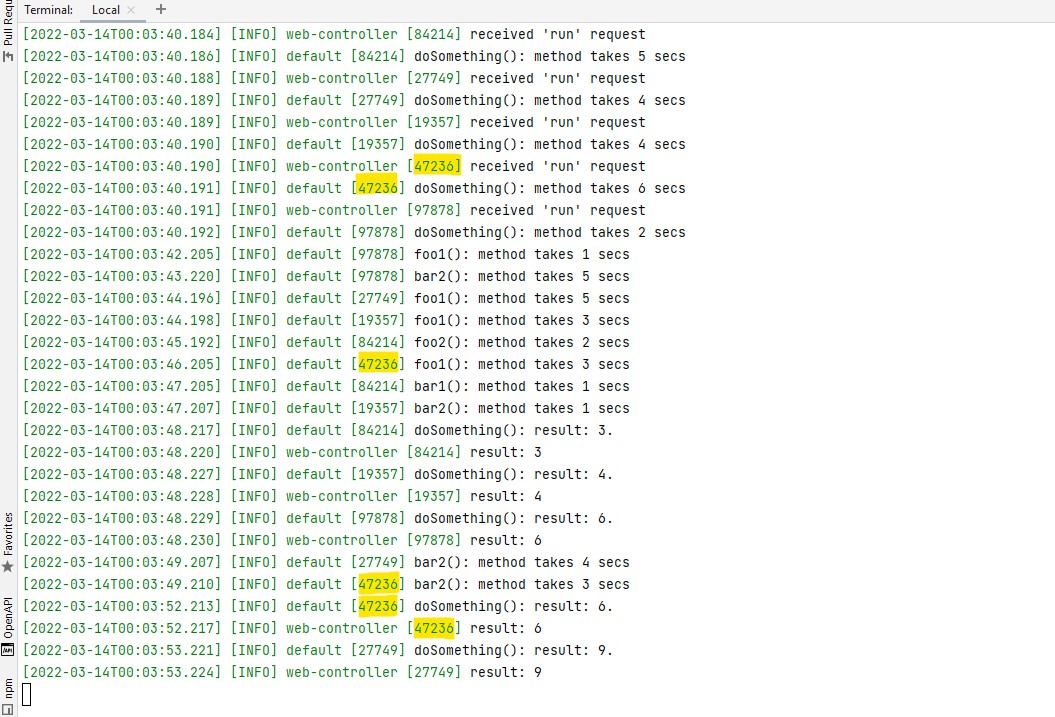 Terminal: Local × +
[2022-03-14T00:03:40.184] [INFO] web-controller [84214] received 'run' request
[2022-03-14T00:03:40.186] [INFO] default [84214] doSomething(): method takes 5 secs
[2022-03-14T00:03:40.188] [INFO] web-controller [27749] received 'run' request
[2022-03-14T00:03:40.189] [INFO] default [27749] doSomething(): method takes 4 secs
[2022-03-14T00:03:40.189] [INFO] web-controller [19357] received 'run' request
[2022-03-14T00:03:40.190] [INFO] default [19357] doSomething(): method takes 4 secs
[2022-03-14T00:03:40.190] [INFO] web-controller [47236] received 'run' request
[2022-03-14T00:03:40.191] [INFO] default [47236] doSomething(): method takes 6 secs
[2022-03-14T00:03:40.191] [INFO] web-controller [97878] received 'run' request
[2022-03-14T00:03:40.192] [INFO] default [97878] doSomething(): method takes 2 secs
[2022-03-14T00:03:42.205] [INFO] default [97878] foo1(): method takes 1 secs
[2022-03-14T00:03:43.220] [INFO] default [97878] bar2(): method takes 5 secs
[2022-03-14T00:03:44.196] [INFO] default [27749] foo1(): method takes 5 secs
[2022-03-14T00:03:44.198] [INFO] default [19357] foo1(): method takes 3 secs
[2022-03-14T00:03:45.192] [INFO] default [84214] foo2(): method takes 2 secs
[2022-03-14T00:03:46.205] [INFO] default [47236] foo1(): method takes 3 secs
[2022-03-14T00:03:47.205] [INFO] default [84214] bar1(): method takes 1 secs
[2022-03-14T00:03:47.207] [INFO] default [19357] bar2(): method takes 1 secs
[2022-03-14T00:03:48.217] [INFO] default [84214] doSomething(): result: 3.
[2022-03-14T00:03:48.220] [INFO] web-controller [84214] result: 3
[2022-03-14T00:03:48.227] [INFO] default [19357] doSomething(): result: 4.
[2022-03-14T00:03:48.228] [INFO] web-controller [19357] result: 4
[2022-03-14T00:03:48.229] [INFO] default [97878] doSomething(): result: 6.
[2022-03-14T00:03:48.230] [INFO] web-controller [97878] result: 6
[2022-03-14T00:03:49.207] [INFO] default [27749] bar2(): method takes 4 secs
[2022-03-14T00:03:49.210] [INFO] default [47236] bar2(): method takes 3 secs
[2022-03-14T00:03:52.213] [INFO] default [47236] doSomething(): result: 6.
[2022-03-14T00:03:52.217] [INFO] web-controller [47236] result: 6
[2022-03-14T00:03:53.221] [INFO] default [27749] doSomething(): result: 9.
[2022-03-14T00:03:53.224] [INFO] web-controller [27749] result: 9
Pull Requ
Favorites
OpenAPI
npm